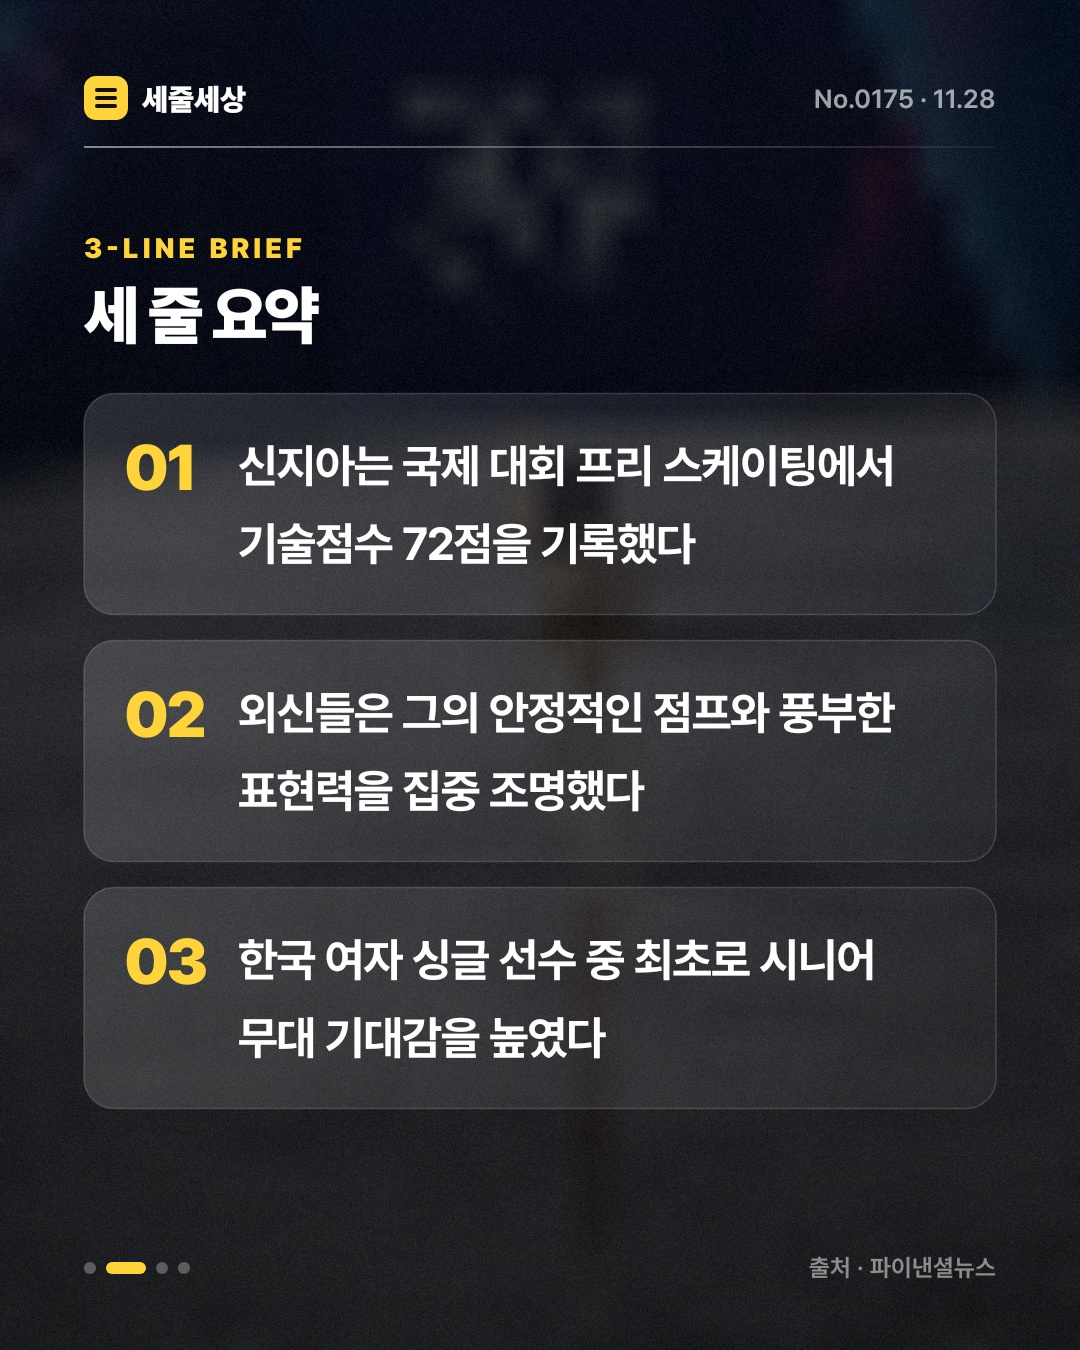 세줄세상
No.0175 · 11.28
3-LINE BRIEF
세 줄 요약
01 신지아는 국제 대회 프리 스케이팅에서
기술점수 72점을 기록했다
02 외신들은 그의 안정적인 점프와 풍부한
표현력을 집중 조명했다
03 한국 여자 싱글 선수 중 최초로 시니어
무대 기대감을 높였다
출처 · 파이낸셜뉴스